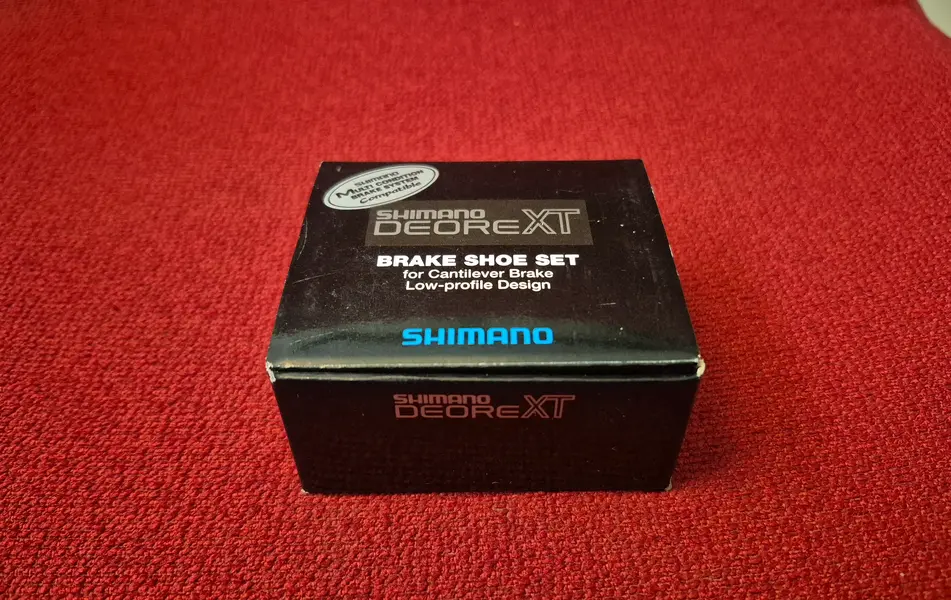 SHIMANO
MULTI CONDITION
BRAKE SYSTEM
Compatible
SHIMANO
DEORE XT
BRAKE SHOE SET
for Cantilever Brake
Low-profile Design
SHIMANO
SHIMANO
DEORE XT